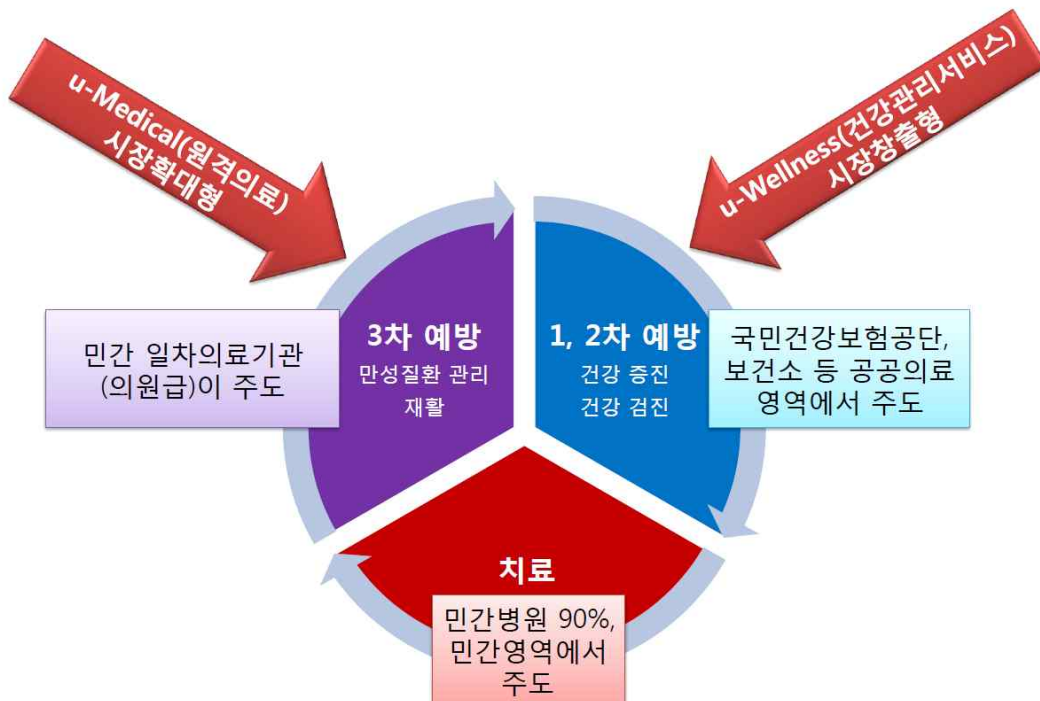 u-Medical(원격의료)
시장확대형
u-Wellness(건강관리서비스)
시장창출형
민간 일차의료기관
(의원급)이 주도
3차 예방
만성질환 관리
재활
1, 2차 예방
건강 증진
건강 검진
국민건강보험공단,
보건소 등 공공의료
영역에서 주도
치료
민간병원 90%,
민간영역에서
주도